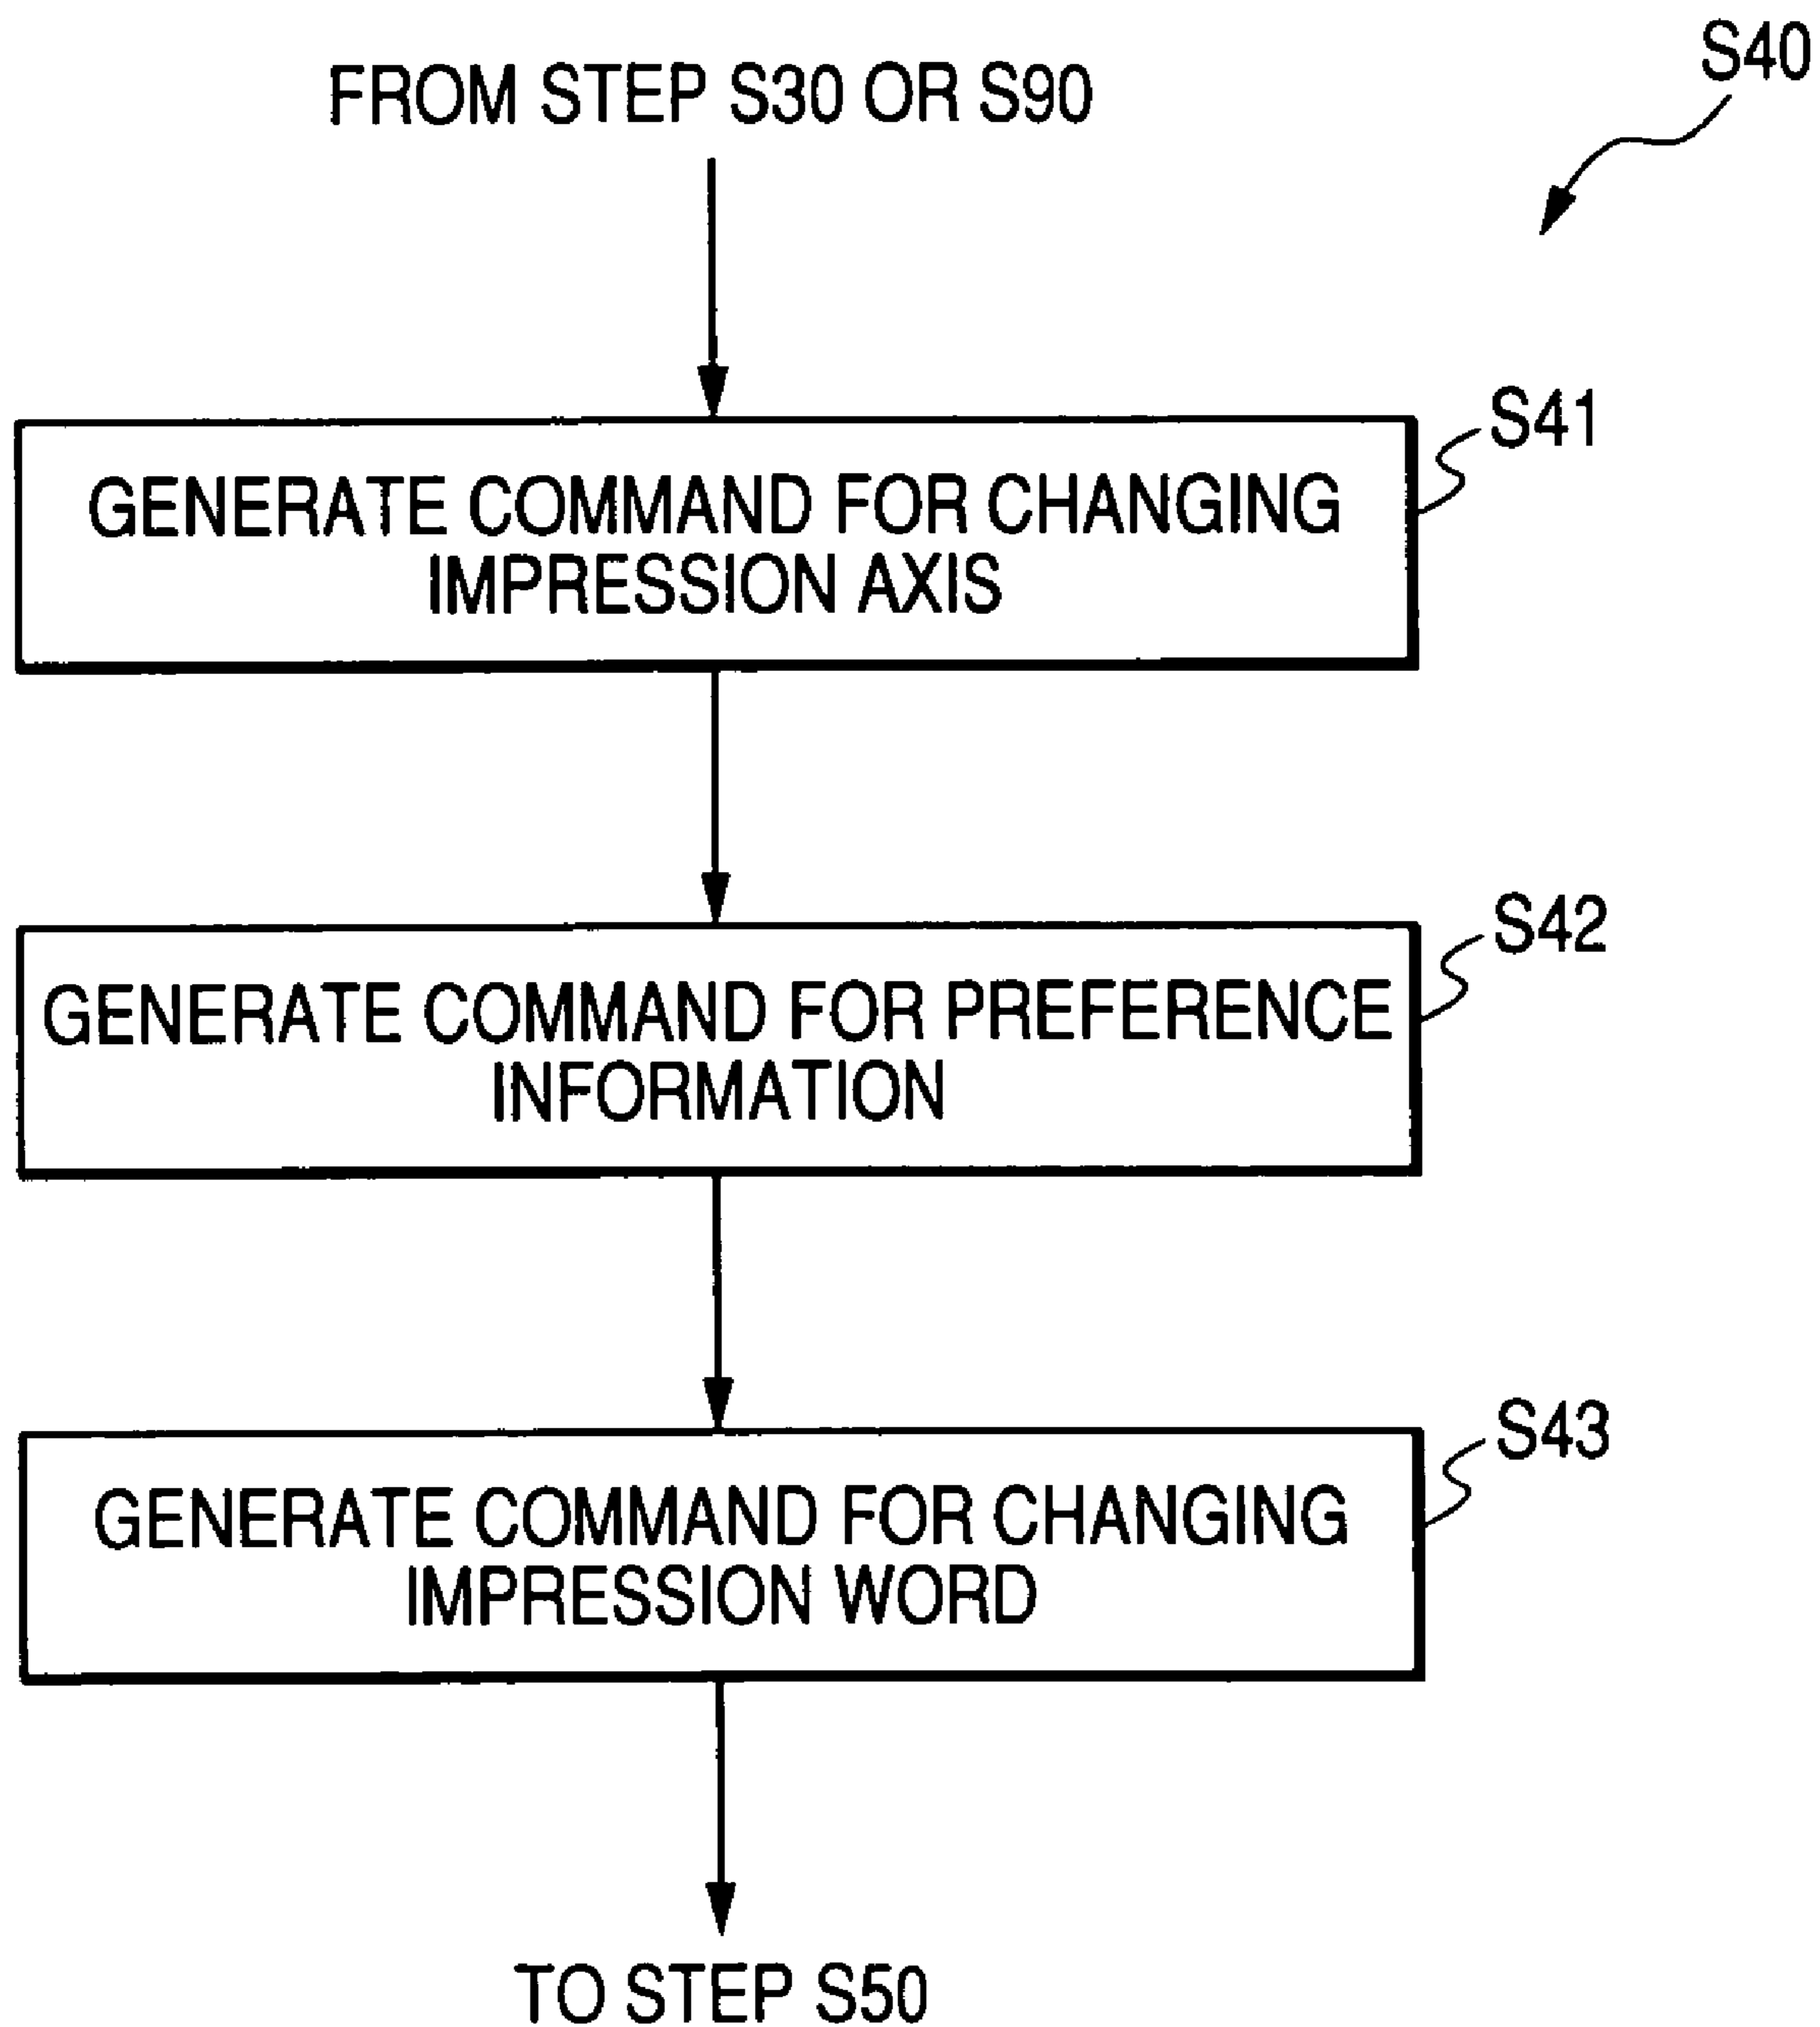 S40
FROM STEP S30 OR S90
S41
GENERATE COMMAND FOR CHANGING
IMPRESSION AXIS
S42
GENERATE COMMAND FOR PREFERENCE
INFORMATION
S43
GENERATE COMMAND FOR CHANGING
IMPRESSION WORD
TO STEP S50